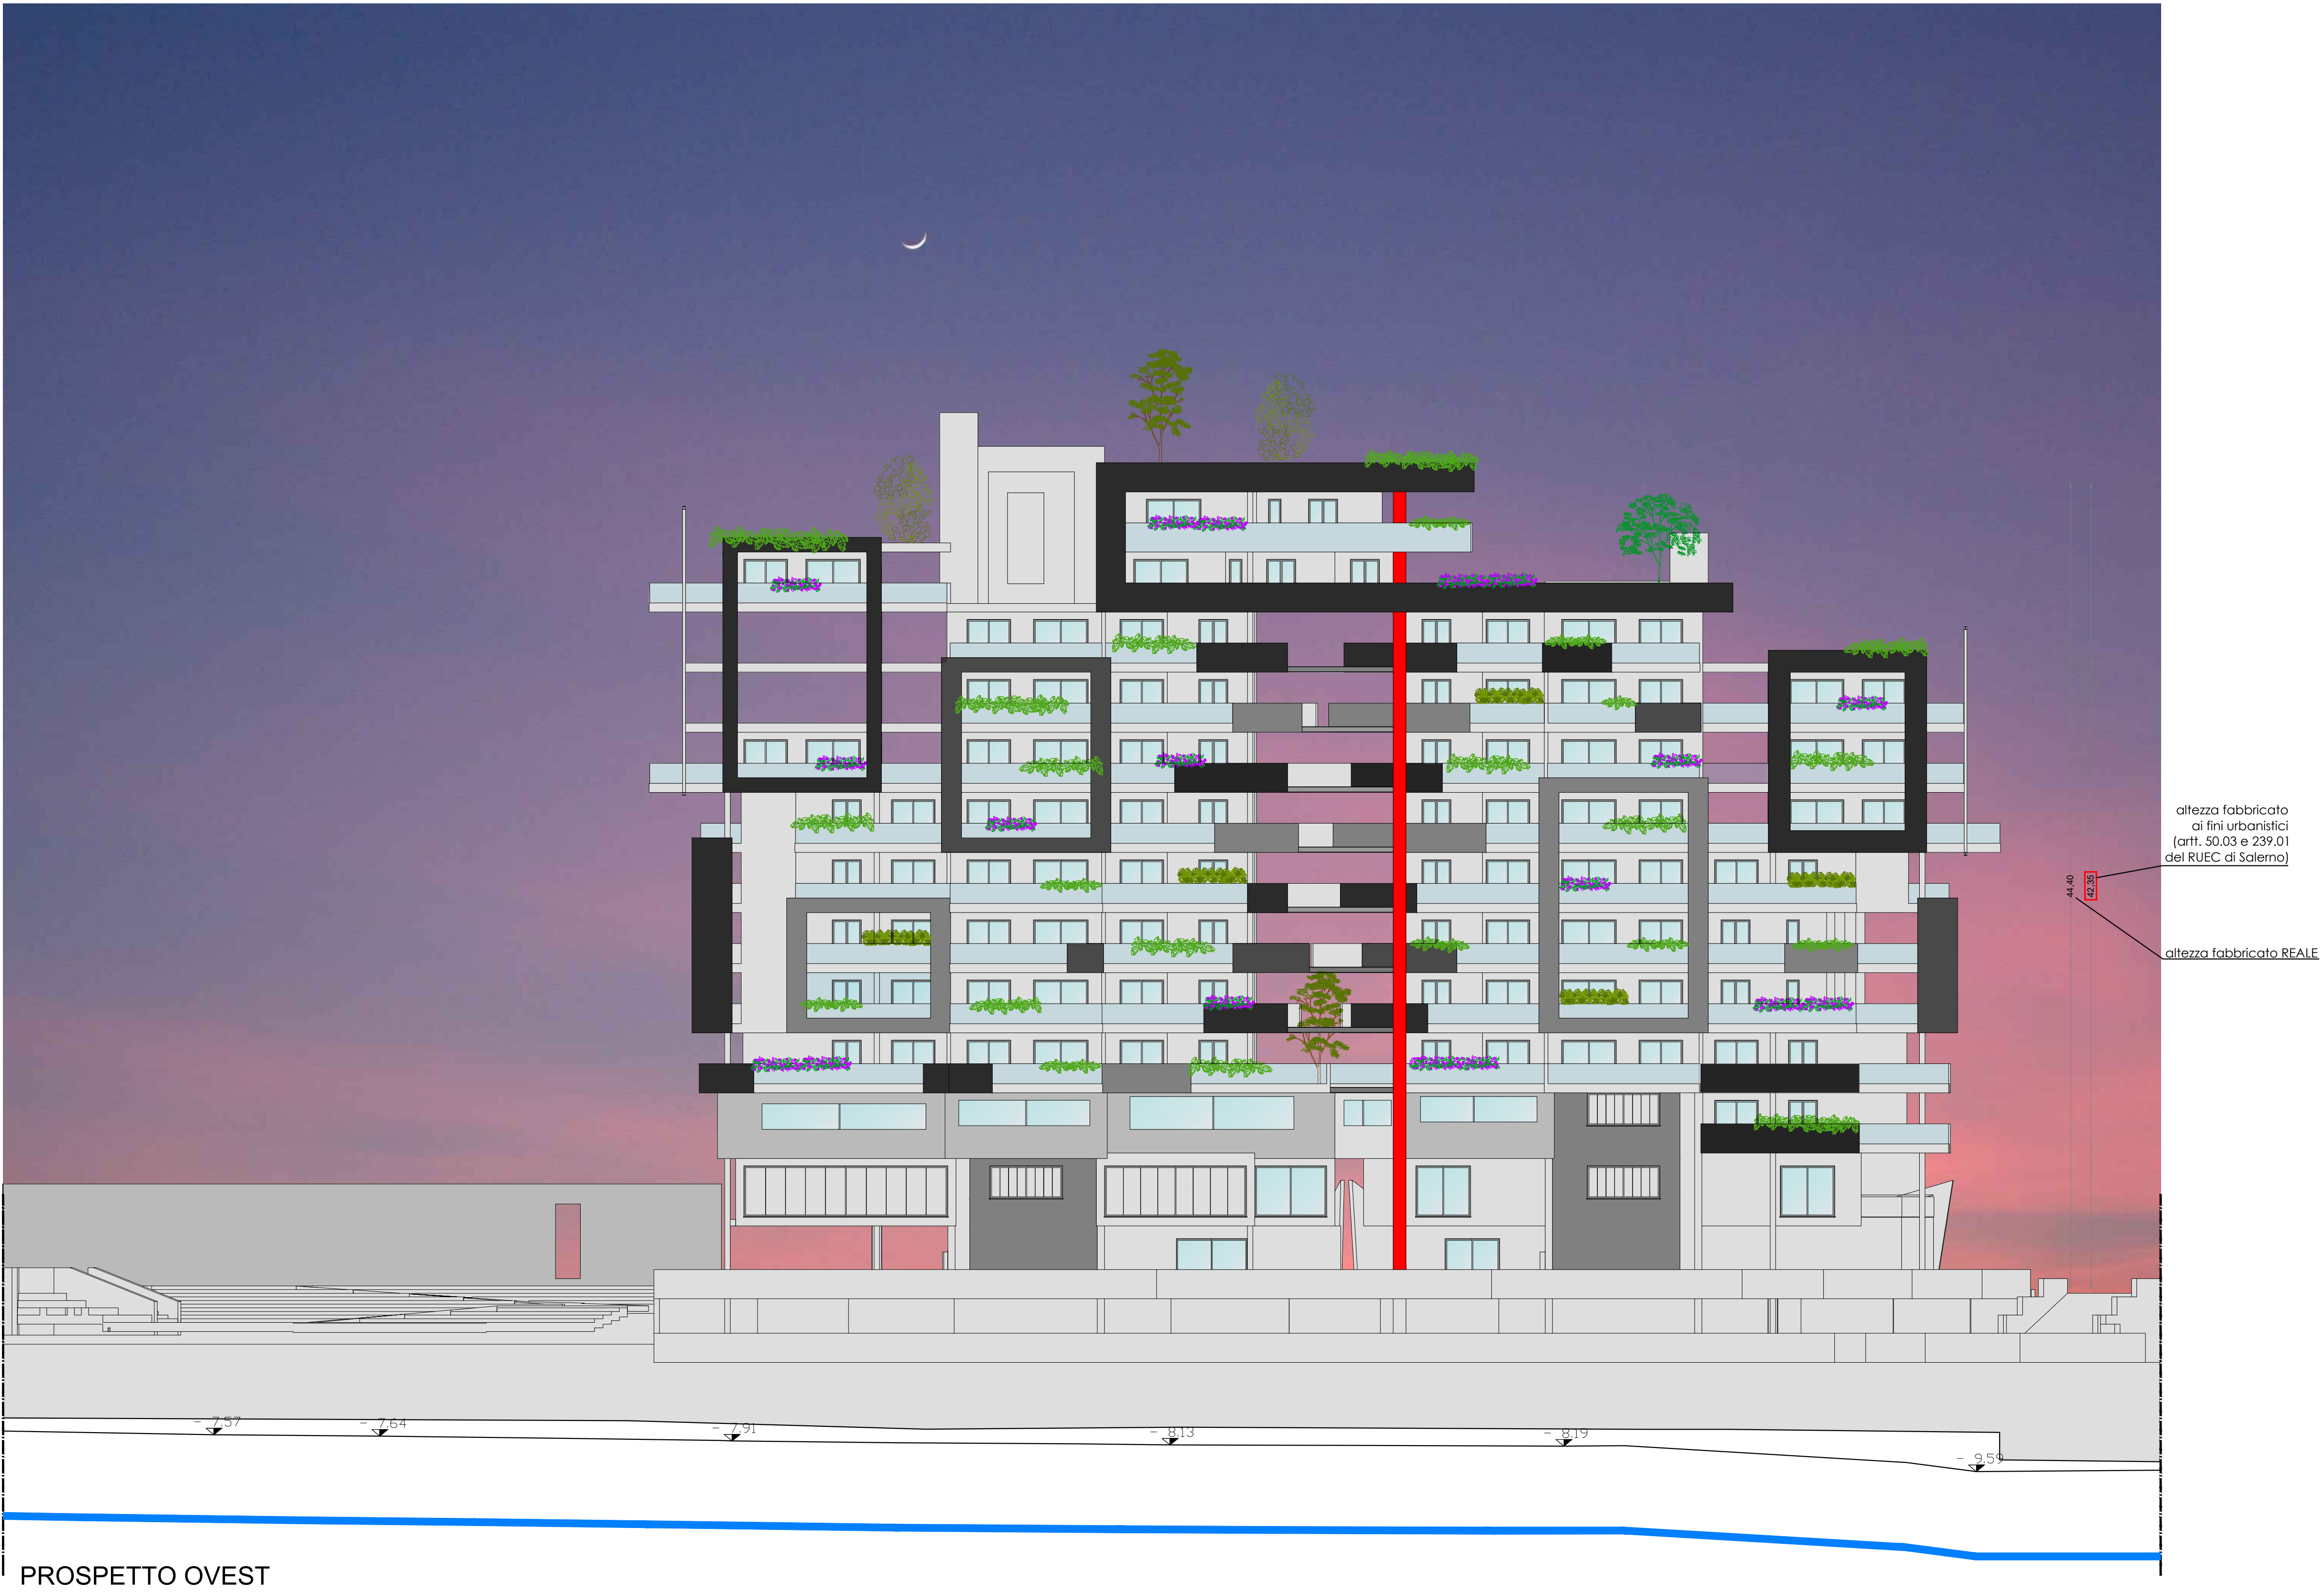 altezza fabbricato
ai fini urbanistici
(artt. 50.03 e 239.01
del RUEC di Salerno)
44,40
42,35
altezza fabbricato REALE
- 7.57
- 7.64
- 7.91
- 8.13
- 8.19
- 9.59
PROSPETTO OVEST